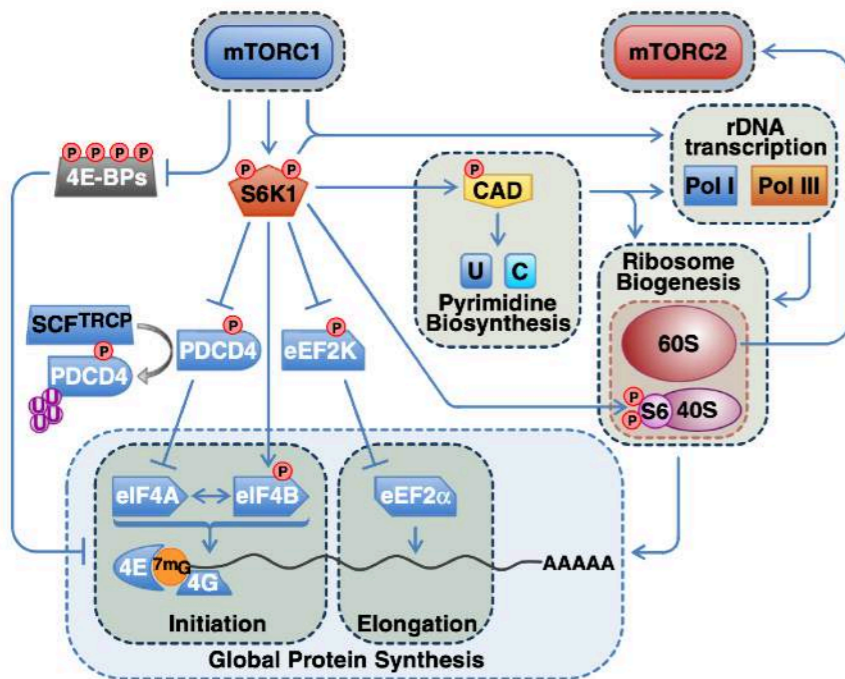 mTORC1
mTORC2
P P P P
4E-BPs
P P
S6K1
P
CAD
U C
Pyrimidine
Biosynthesis
rDNA
transcription
Pol I Pol III
Ribosome
Biogenesis
60S
P
P
S6 40S
SCFTRCP
P
PDCD4
U U U U U
P
PDCD4
P
eEF2K
eIF4A
P
eIF4B
eEF2α
4E 7mG 4G
AAAAA
Initiation
Elongation
Global Protein Synthesis